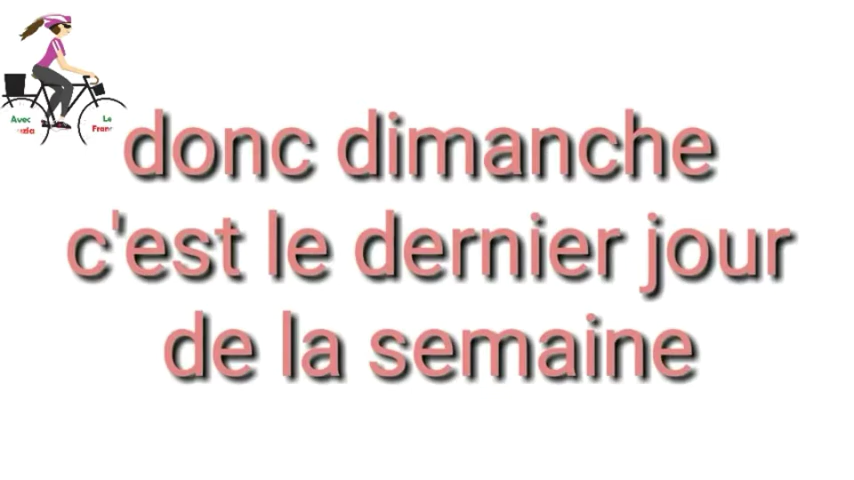 Avec
Le
donc dimanche
c'est le dernier jour
de la semaine